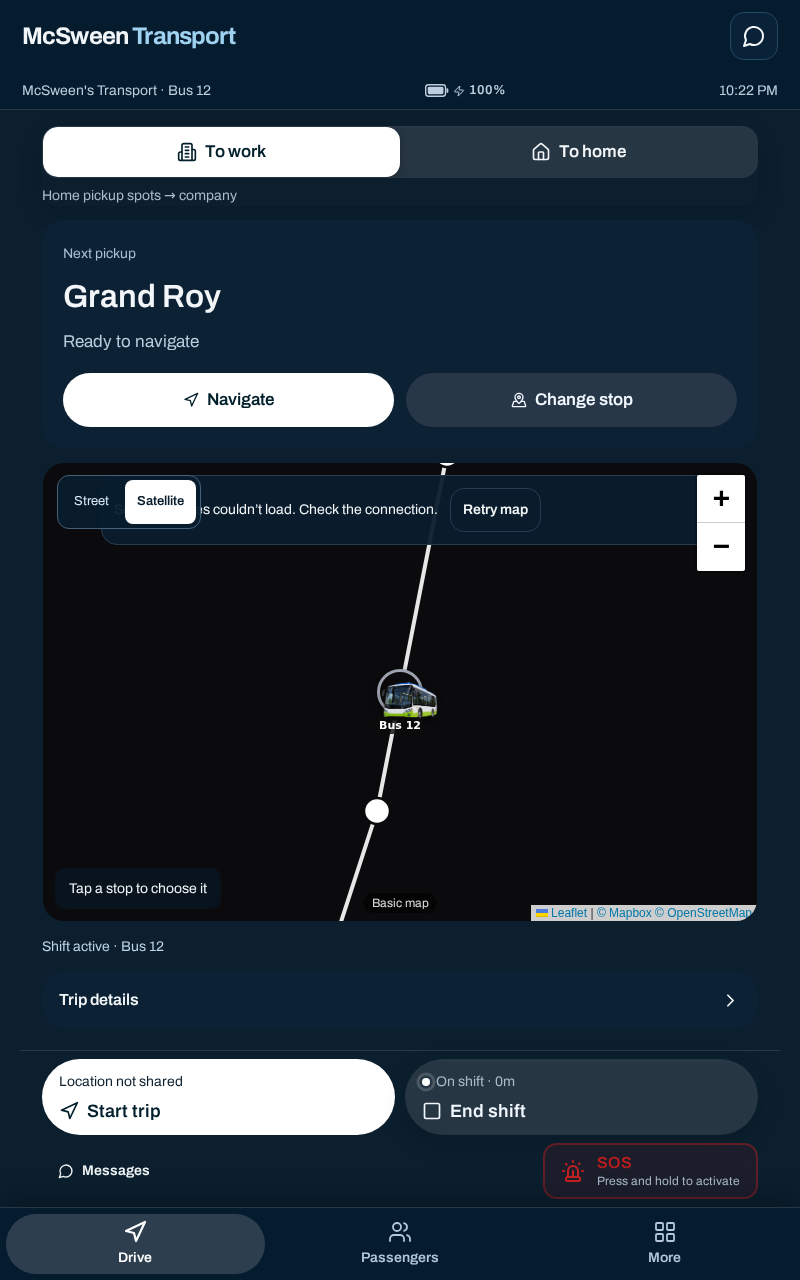 McSween Transport
McSween's Transport · Bus 12
100%
10:22 PM
To work
To home
Home pickup spots → company
Next pickup
Grand Roy
Ready to navigate
Navigate
Change stop
Street
Satellite
couldn't load. Check the connection.
Retry map
+
−
Bus 12
Tap a stop to choose it
Basic map
Leaflet | © Mapbox © OpenStreetMap
Shift active · Bus 12
Trip details
Location not shared
Start trip
On shift · 0m
End shift
Messages
SOS
Press and hold to activate
Drive
Passengers
More